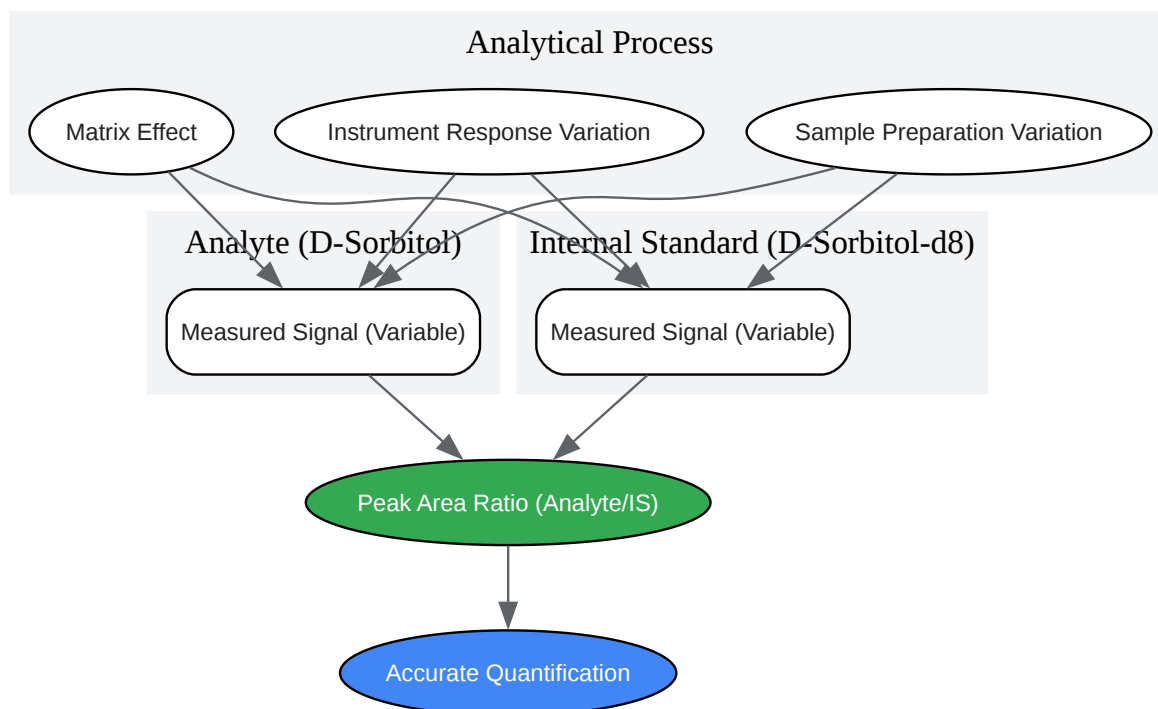 Analytical Process
Matrix Effect
Instrument Response Variation
Sample Preparation Variation
Analyte (D-Sorbitol)
Internal Standard (D-Sorbitol-d8)
Measured Signal (Variable)
Measured Signal (Variable)
Peak Area Ratio (Analyte/IS)
Accurate Quantification